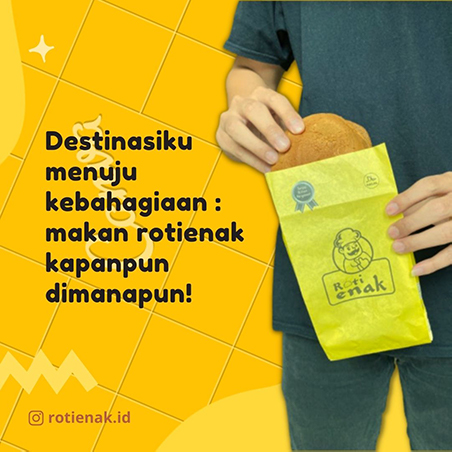 Destinasiku
menuju
kebahagiaan :
makan rotienak
kapanpun
dimanapun!
Roti
enak
rotienak.id